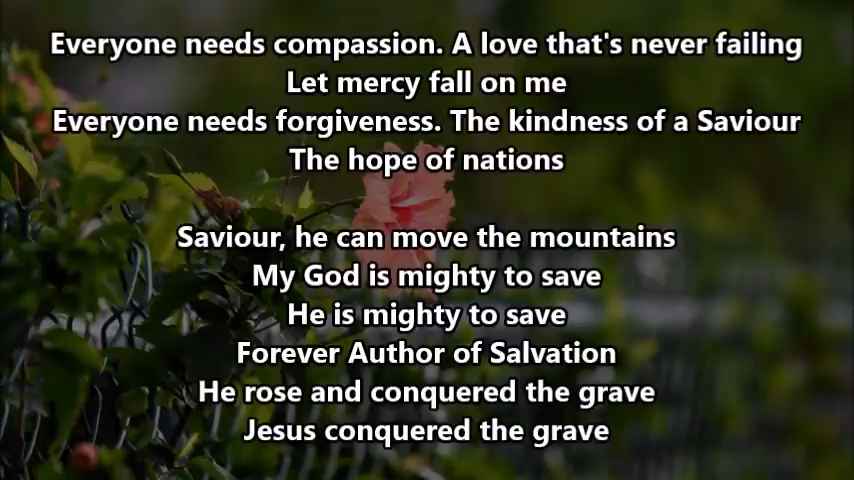 Everyone needs compassion. A love that's never failing
Let mercy fall on me
Everyone needs forgiveness. The kindness of a Saviour
The hope of nations
Saviour, he can move the mountains
My God is mighty to save
He is mighty to save
Forever Author of Salvation
He rose and conquered the grave
Jesus conquered the grave